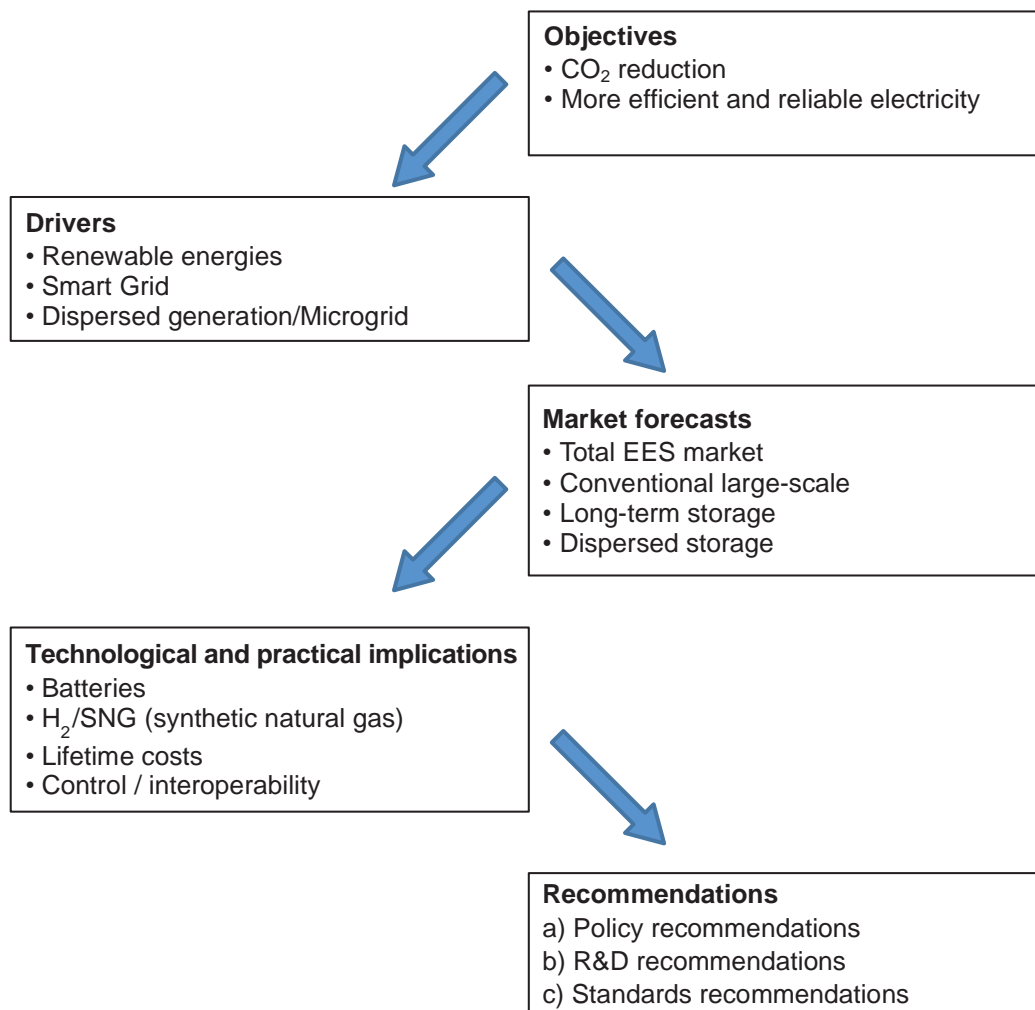 Objectives
• CO₂ reduction
• More efficient and reliable electricity
Drivers
• Renewable energies
• Smart Grid
• Dispersed generation/Microgrid
Market forecasts
• Total EES market
• Conventional large-scale
• Long-term storage
• Dispersed storage
Technological and practical implications
• Batteries
• H₂/SNG (synthetic natural gas)
• Lifetime costs
• Control / interoperability
Recommendations
a) Policy recommendations
b) R&D recommendations
c) Standards recommendations